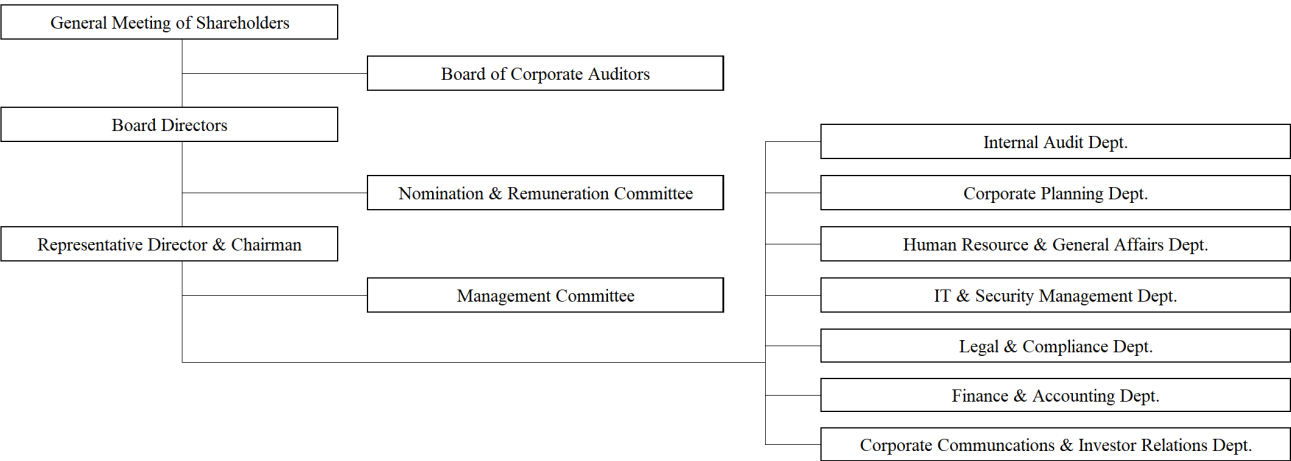 General Meeting of Shareholders
Board of Corporate Auditors
Board Directors
Nomination & Remuneration Committee
Representative Director & Chairman
Management Committee
Internal Audit Dept.
Corporate Planning Dept.
Human Resource & General Affairs Dept.
IT & Security Management Dept.
Legal & Compliance Dept.
Finance & Accounting Dept.
Corporate Communcations & Investor Relations Dept.